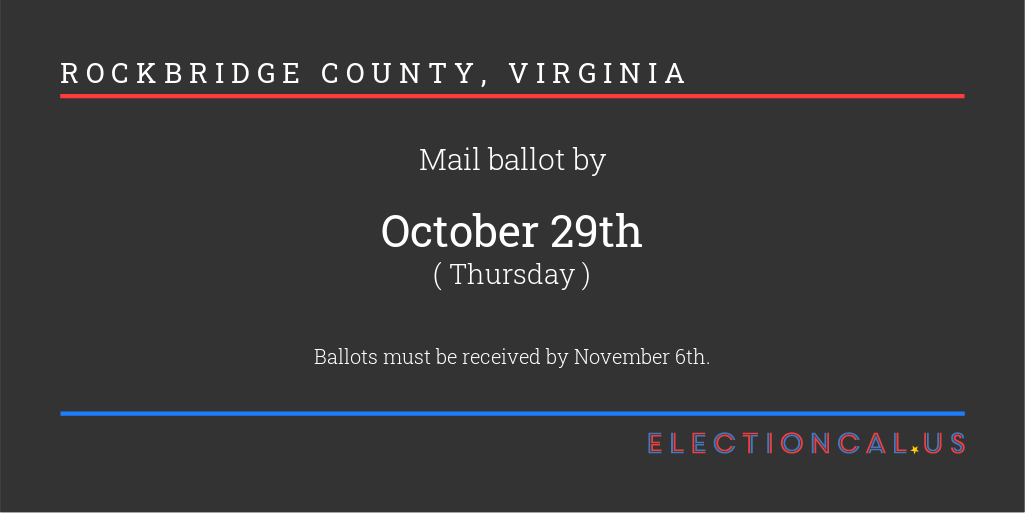 ROCKBRIDGE COUNTY, VIRGINIA
Mail ballot by
October 29th
( Thursday )
Ballots must be received by November 6th.
ELECTIONCAL.US